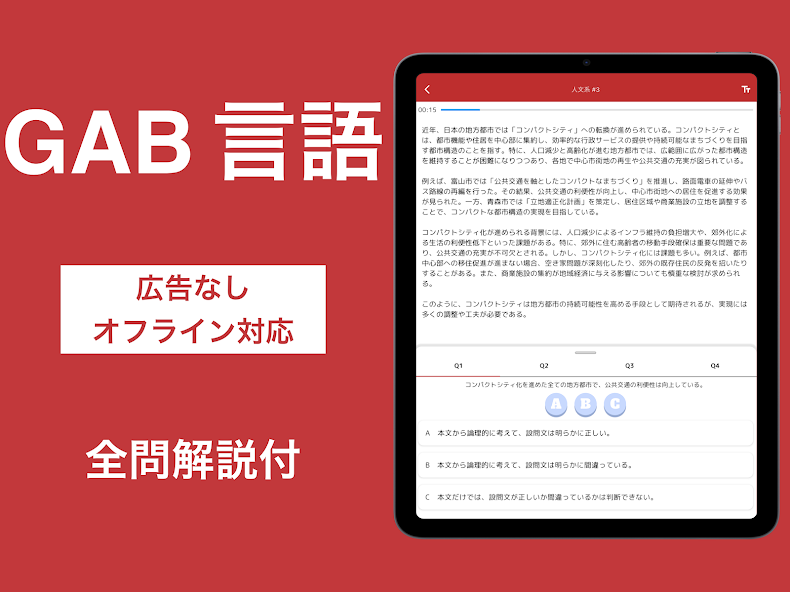 GAB 言語
広告なし
オフライン対応
全問解説付
人文系 #3
TT
00:15
近年、日本の地方都市では「コンパクトシティ」への転換が進められている。コンパクトシティと
は、都市機能や住居を中心部に集約し、効率的な行政サービスの提供や持続可能なまちづくりを目指
す都市構造のことを指す。特に、人口減少と高齢化が進む地方都市では、広範囲に広がった都市構造
を維持することが困難になりつつあり、各地で中心市街地の再生や公共交通の充実が図られている。
例えば、富山市では「公共交通を軸としたコンパクトなまちづくり」を推進し、路面電車の延伸やバ
ス路線の再編を行った。その結果、公共交通の利便性が向上し、中心市街地への居住を促進する効果
が見られた。一方、青森市では「立地適正化計画」を策定し、居住区域や商業施設の立地を調整する
ことで、コンパクトな都市構造の実現を目指している。
コンパクトシティ化が進められる背景には、人口減少によるインフラ維持の負担増大や、郊外化によ
る生活の利便性低下といった課題がある。特に、郊外に住む高齢者の移動手段確保は重要な問題であ
り、公共交通の充実が不可欠とされる。しかし、コンパクトシティ化には課題も多い。例えば、都市
中心部への移住促進が進まない場合、空き家問題が深刻化したり、郊外の既存住民の反発を招いたり
することがある。また、商業施設の集約が地域経済に与える影響についても慎重な検討が求められ
る。
このように、コンパクトシティは地方都市の持続可能性を高める手段として期待されるが、実現には
多くの調整や工夫が必要である。
Q1 Q2 Q3 Q4
コンパクトシティ化を進めた全ての地方都市で、公共交通の利便性は向上している。
A B C
A 本文から論理的に考えて、設問文は明らかに正しい。
B 本文から論理的に考えて、設問文は明らかに間違っている。
C 本文だけでは、設問文が正しいか間違っているかは判断できない。